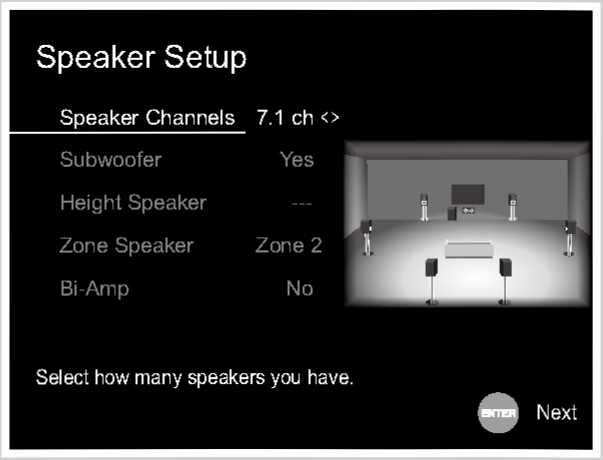 Speaker Setup
Speaker Channels 7.1 ch <>
Subwoofer Yes
Height Speaker ---
Zone Speaker Zone 2
Bi-Amp No
Select how many speakers you have.
ENTER Next